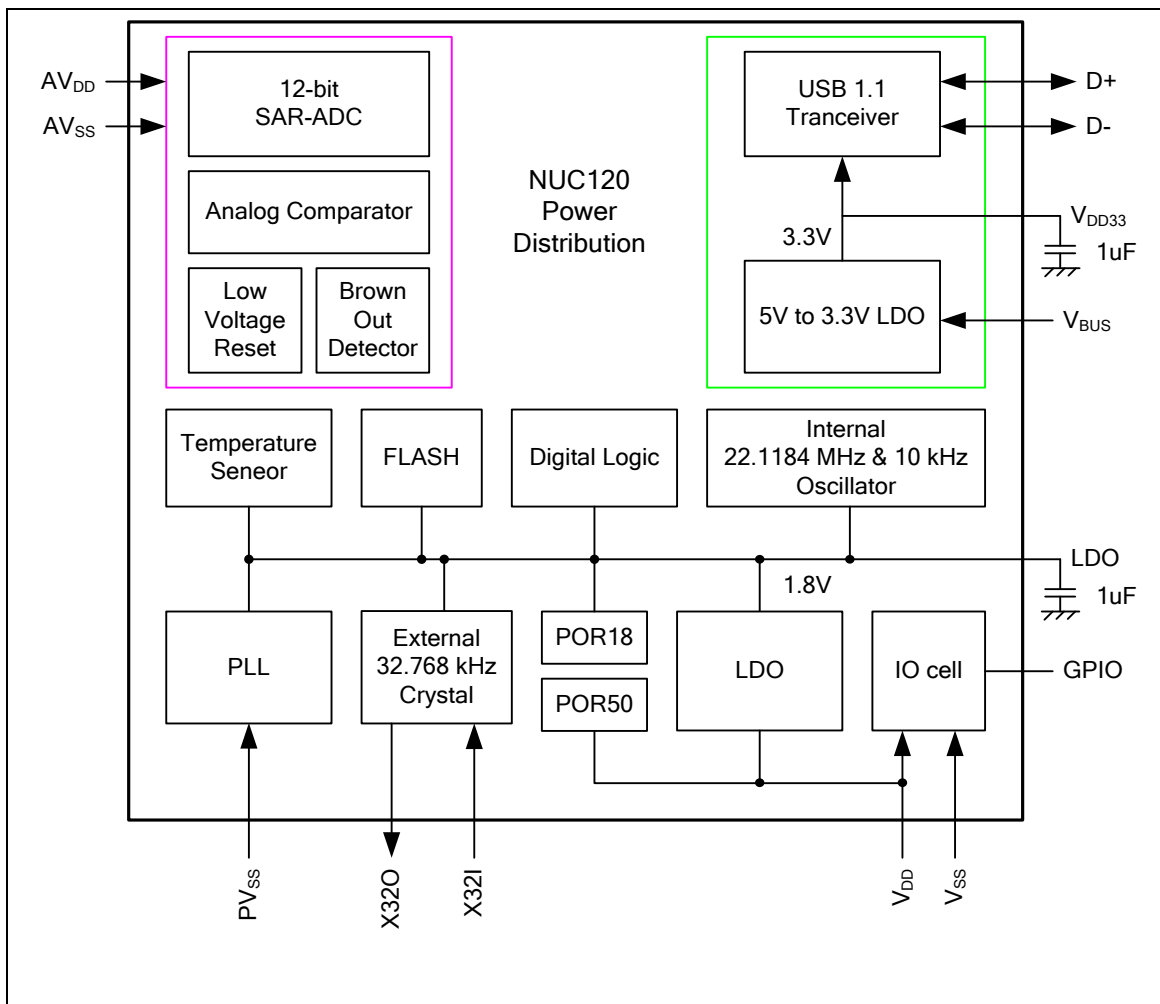 AVDD
AVSS
12-bit
SAR-ADC
Analog Comparator
Low
Voltage
Reset
Brown
Out
Detector
NUC120
Power
Distribution
USB 1.1
Tranceiver
D+
D-
3.3V
VDD33
1uF
5V to 3.3V LDO
VBUS
Temperature
Seneor
FLASH
Digital Logic
Internal
22.1184 MHz & 10 kHz
Oscillator
1.8V
LDO
1uF
PLL
External
32.768 kHz
Crystal
POR18
POR50
LDO
IO cell
GPIO
PVSS
X32O
X32I
VDD
VSS